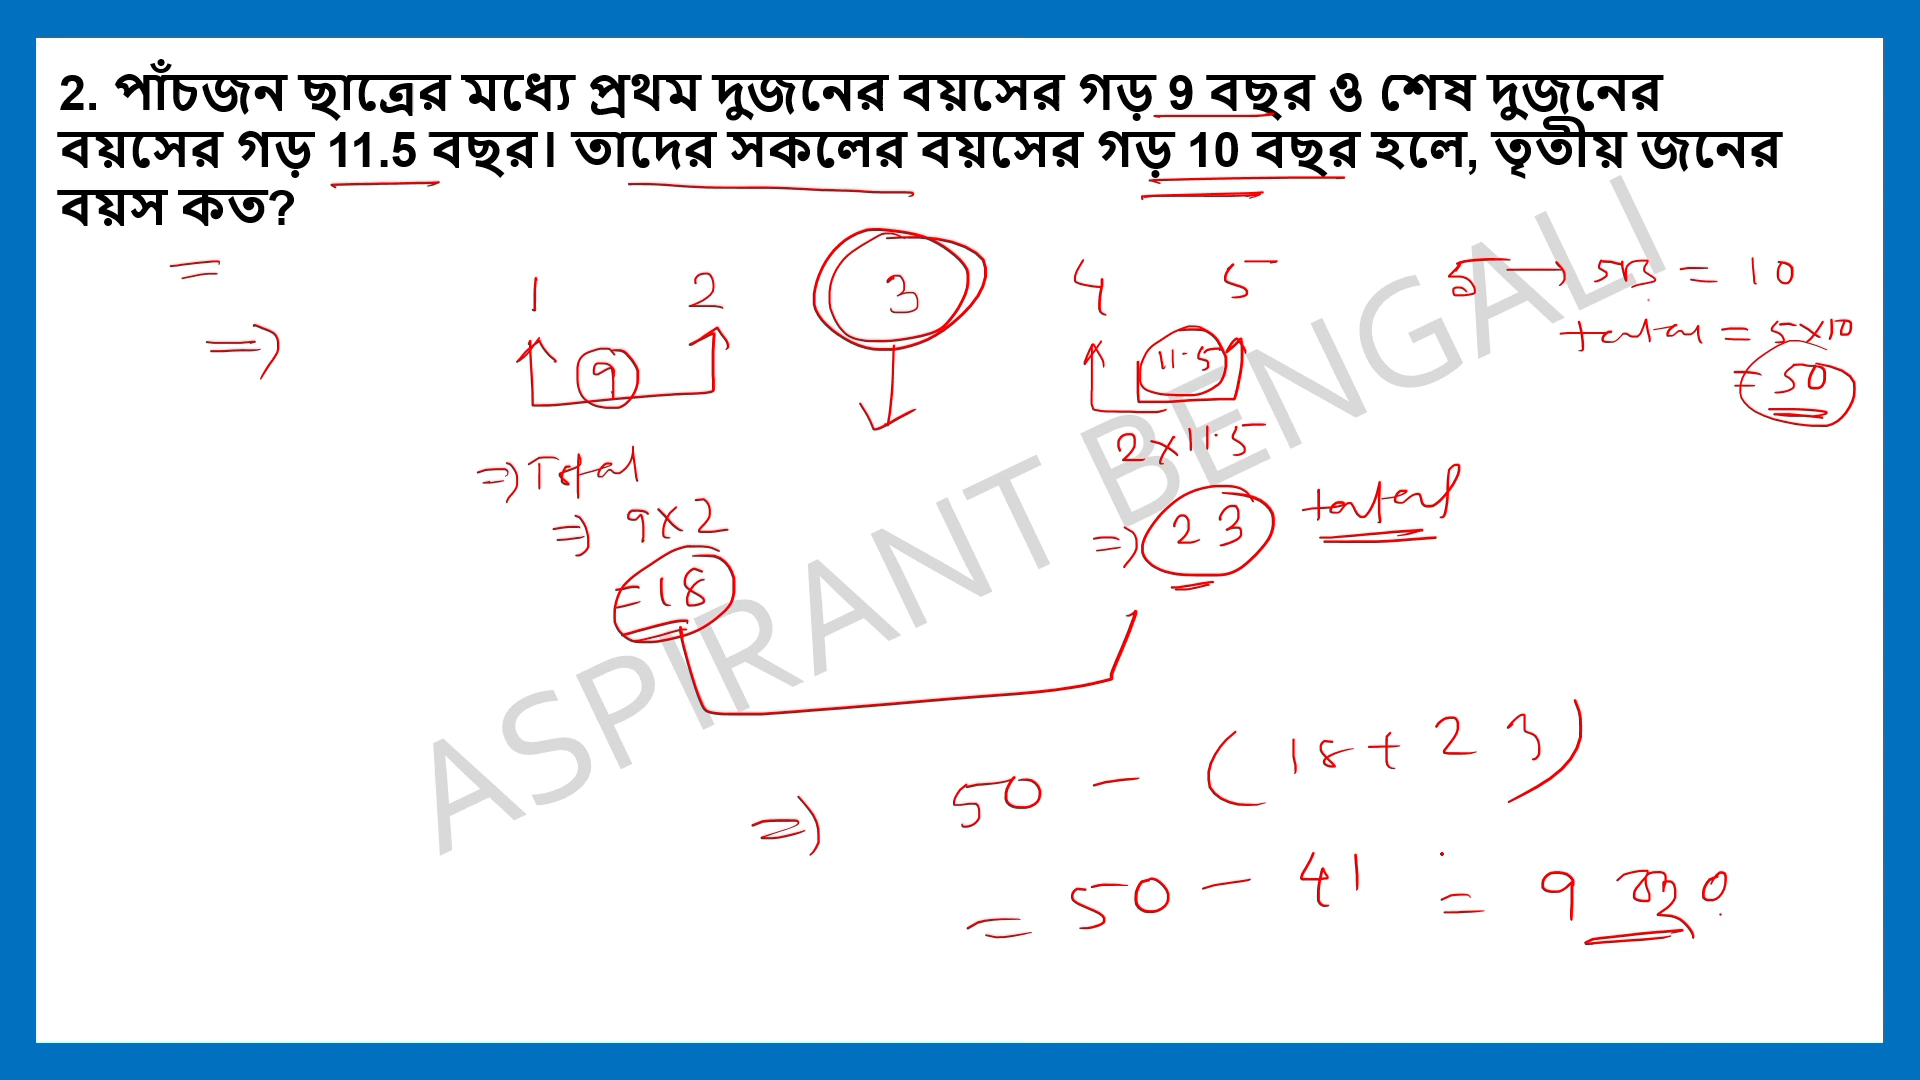 2. পাঁচজন ছাত্রের মধ্যে প্রথম দুজনের বয়সের গড় 9 বছর ও শেষ দুজনের
বয়সের গড় 11.5 বছর। তাদের সকলের বয়সের গড় 10 বছর হলে, তৃতীয় জনের
বয়স কত?
1 2 3 4 5
5 → গড় = 10
total = 5×10
= 50
⇒
9
11.5
⇒ Total
⇒ 9×2
= 18
2×11.5
⇒ 23 total
⇒ 50 - (18+23)
= 50 - 41 = 9
ASPIRANT BENGALI